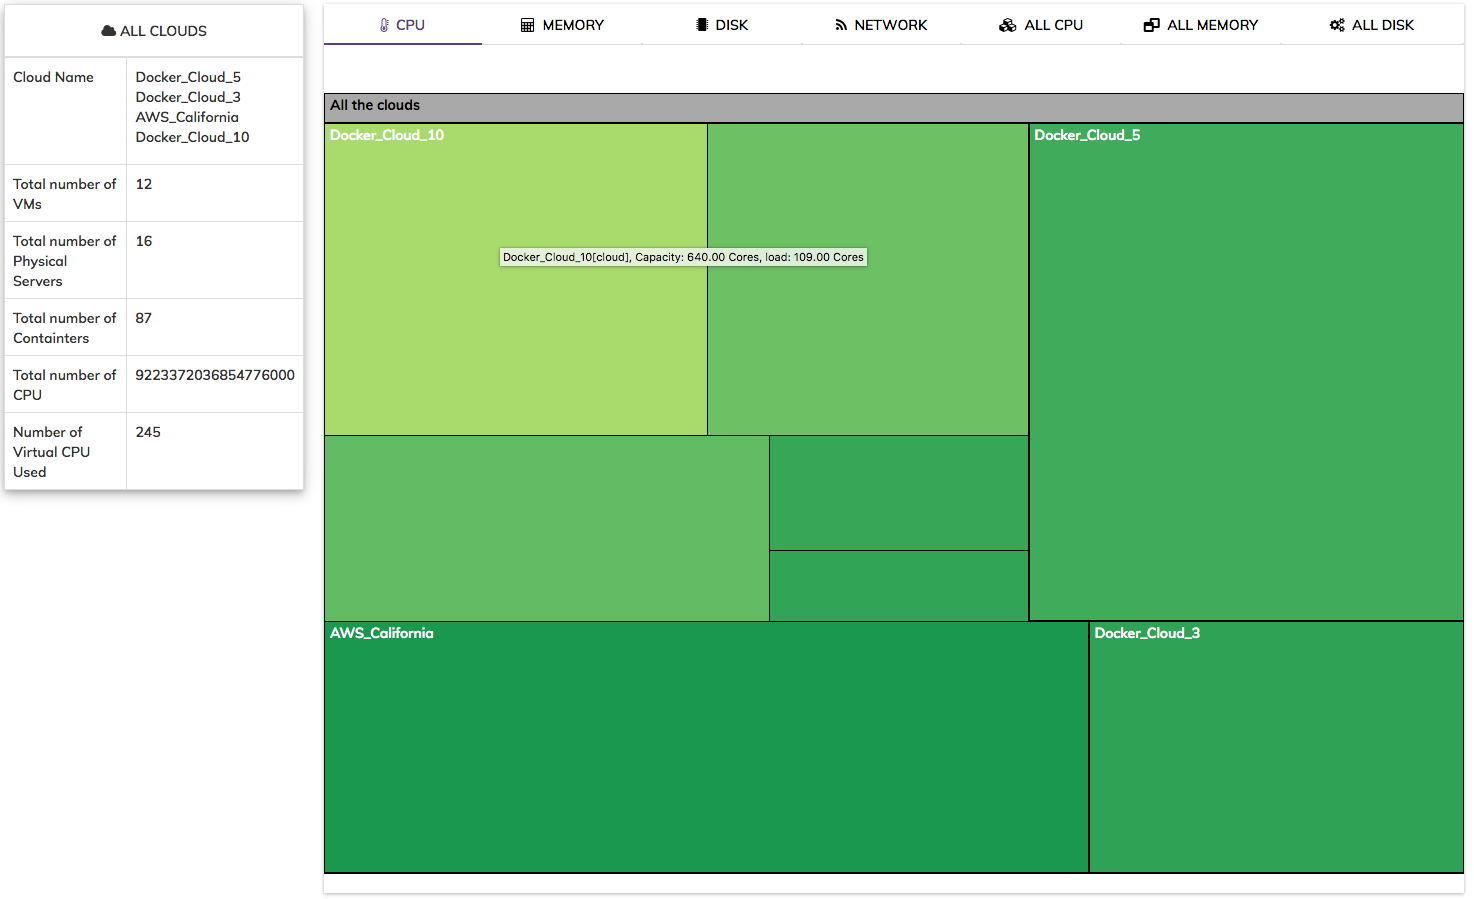 ALL CLOUDS
Cloud Name
Docker_Cloud_5
Docker_Cloud_3
AWS_California
Docker_Cloud_10
Total number of
VMs
12
Total number of
Physical
Servers
16
Total number of
Containters
87
Total number of
CPU
9223372036854776000
Number of
Virtual CPU
Used
245
CPU
MEMORY
DISK
NETWORK
ALL CPU
ALL MEMORY
ALL DISK
All the clouds
Docker_Cloud_10
Docker_Cloud_5
Docker_Cloud_10[cloud], Capacity: 640.00 Cores, load: 109.00 Cores
AWS_California
Docker_Cloud_3